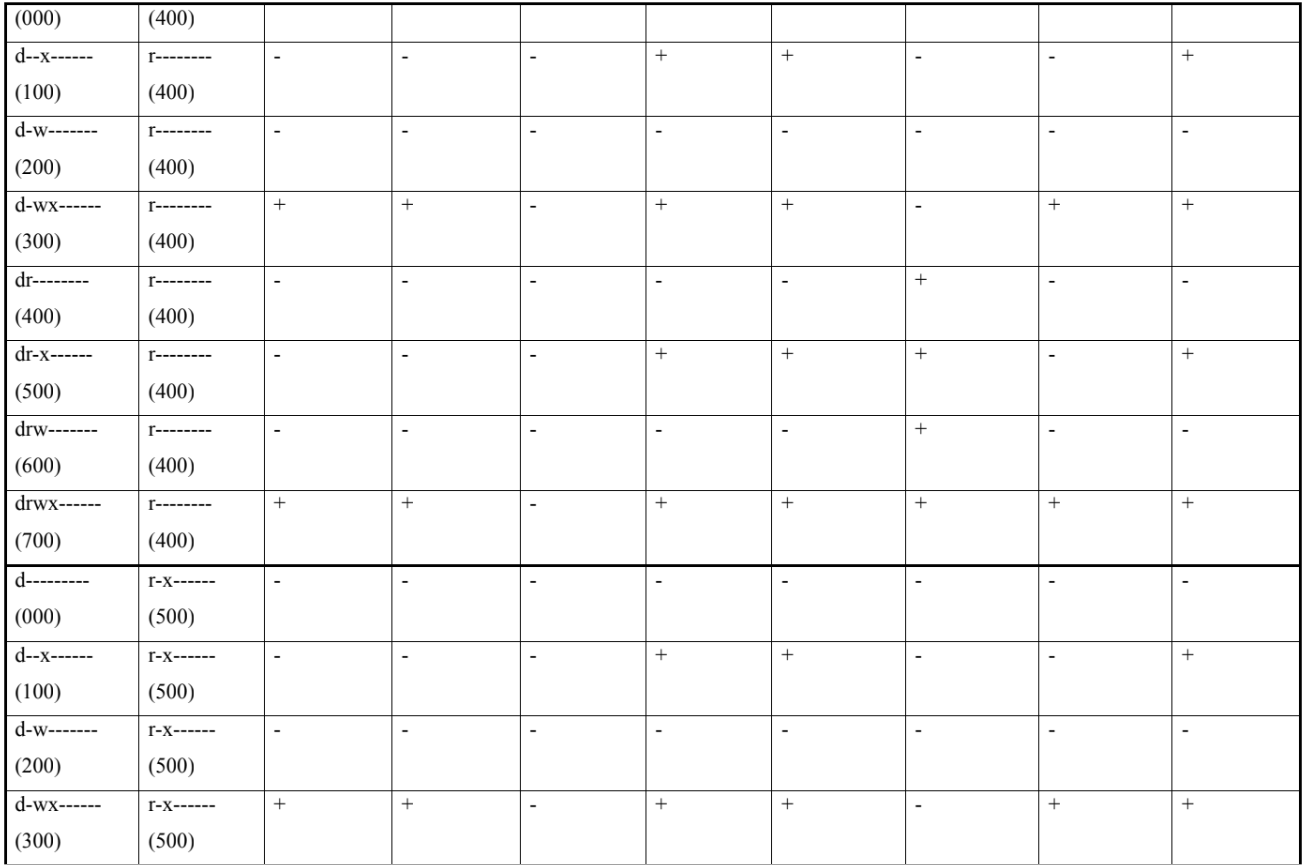 (000) (400)
d--x------ r-------- - - - + + - - +
(100) (400)
d-w------- r-------- - - - - - - - -
(200) (400)
d-wx------ r-------- + + - + + - + +
(300) (400)
dr-------- r-------- - - - - - + - -
(400) (400)
dr-x------ r-------- - - - + + + - +
(500) (400)
drw------- r-------- - - - - - + - -
(600) (400)
drwx------ r-------- + + - + + + + +
(700) (400)
d--------- r-x------ - - - - - - - -
(000) (500)
d--x------ r-x------ - - - + + - - +
(100) (500)
d-w------- r-x------ - - - - - - - -
(200) (500)
d-wx------ r-x------ + + - + + - + +
(300) (500)